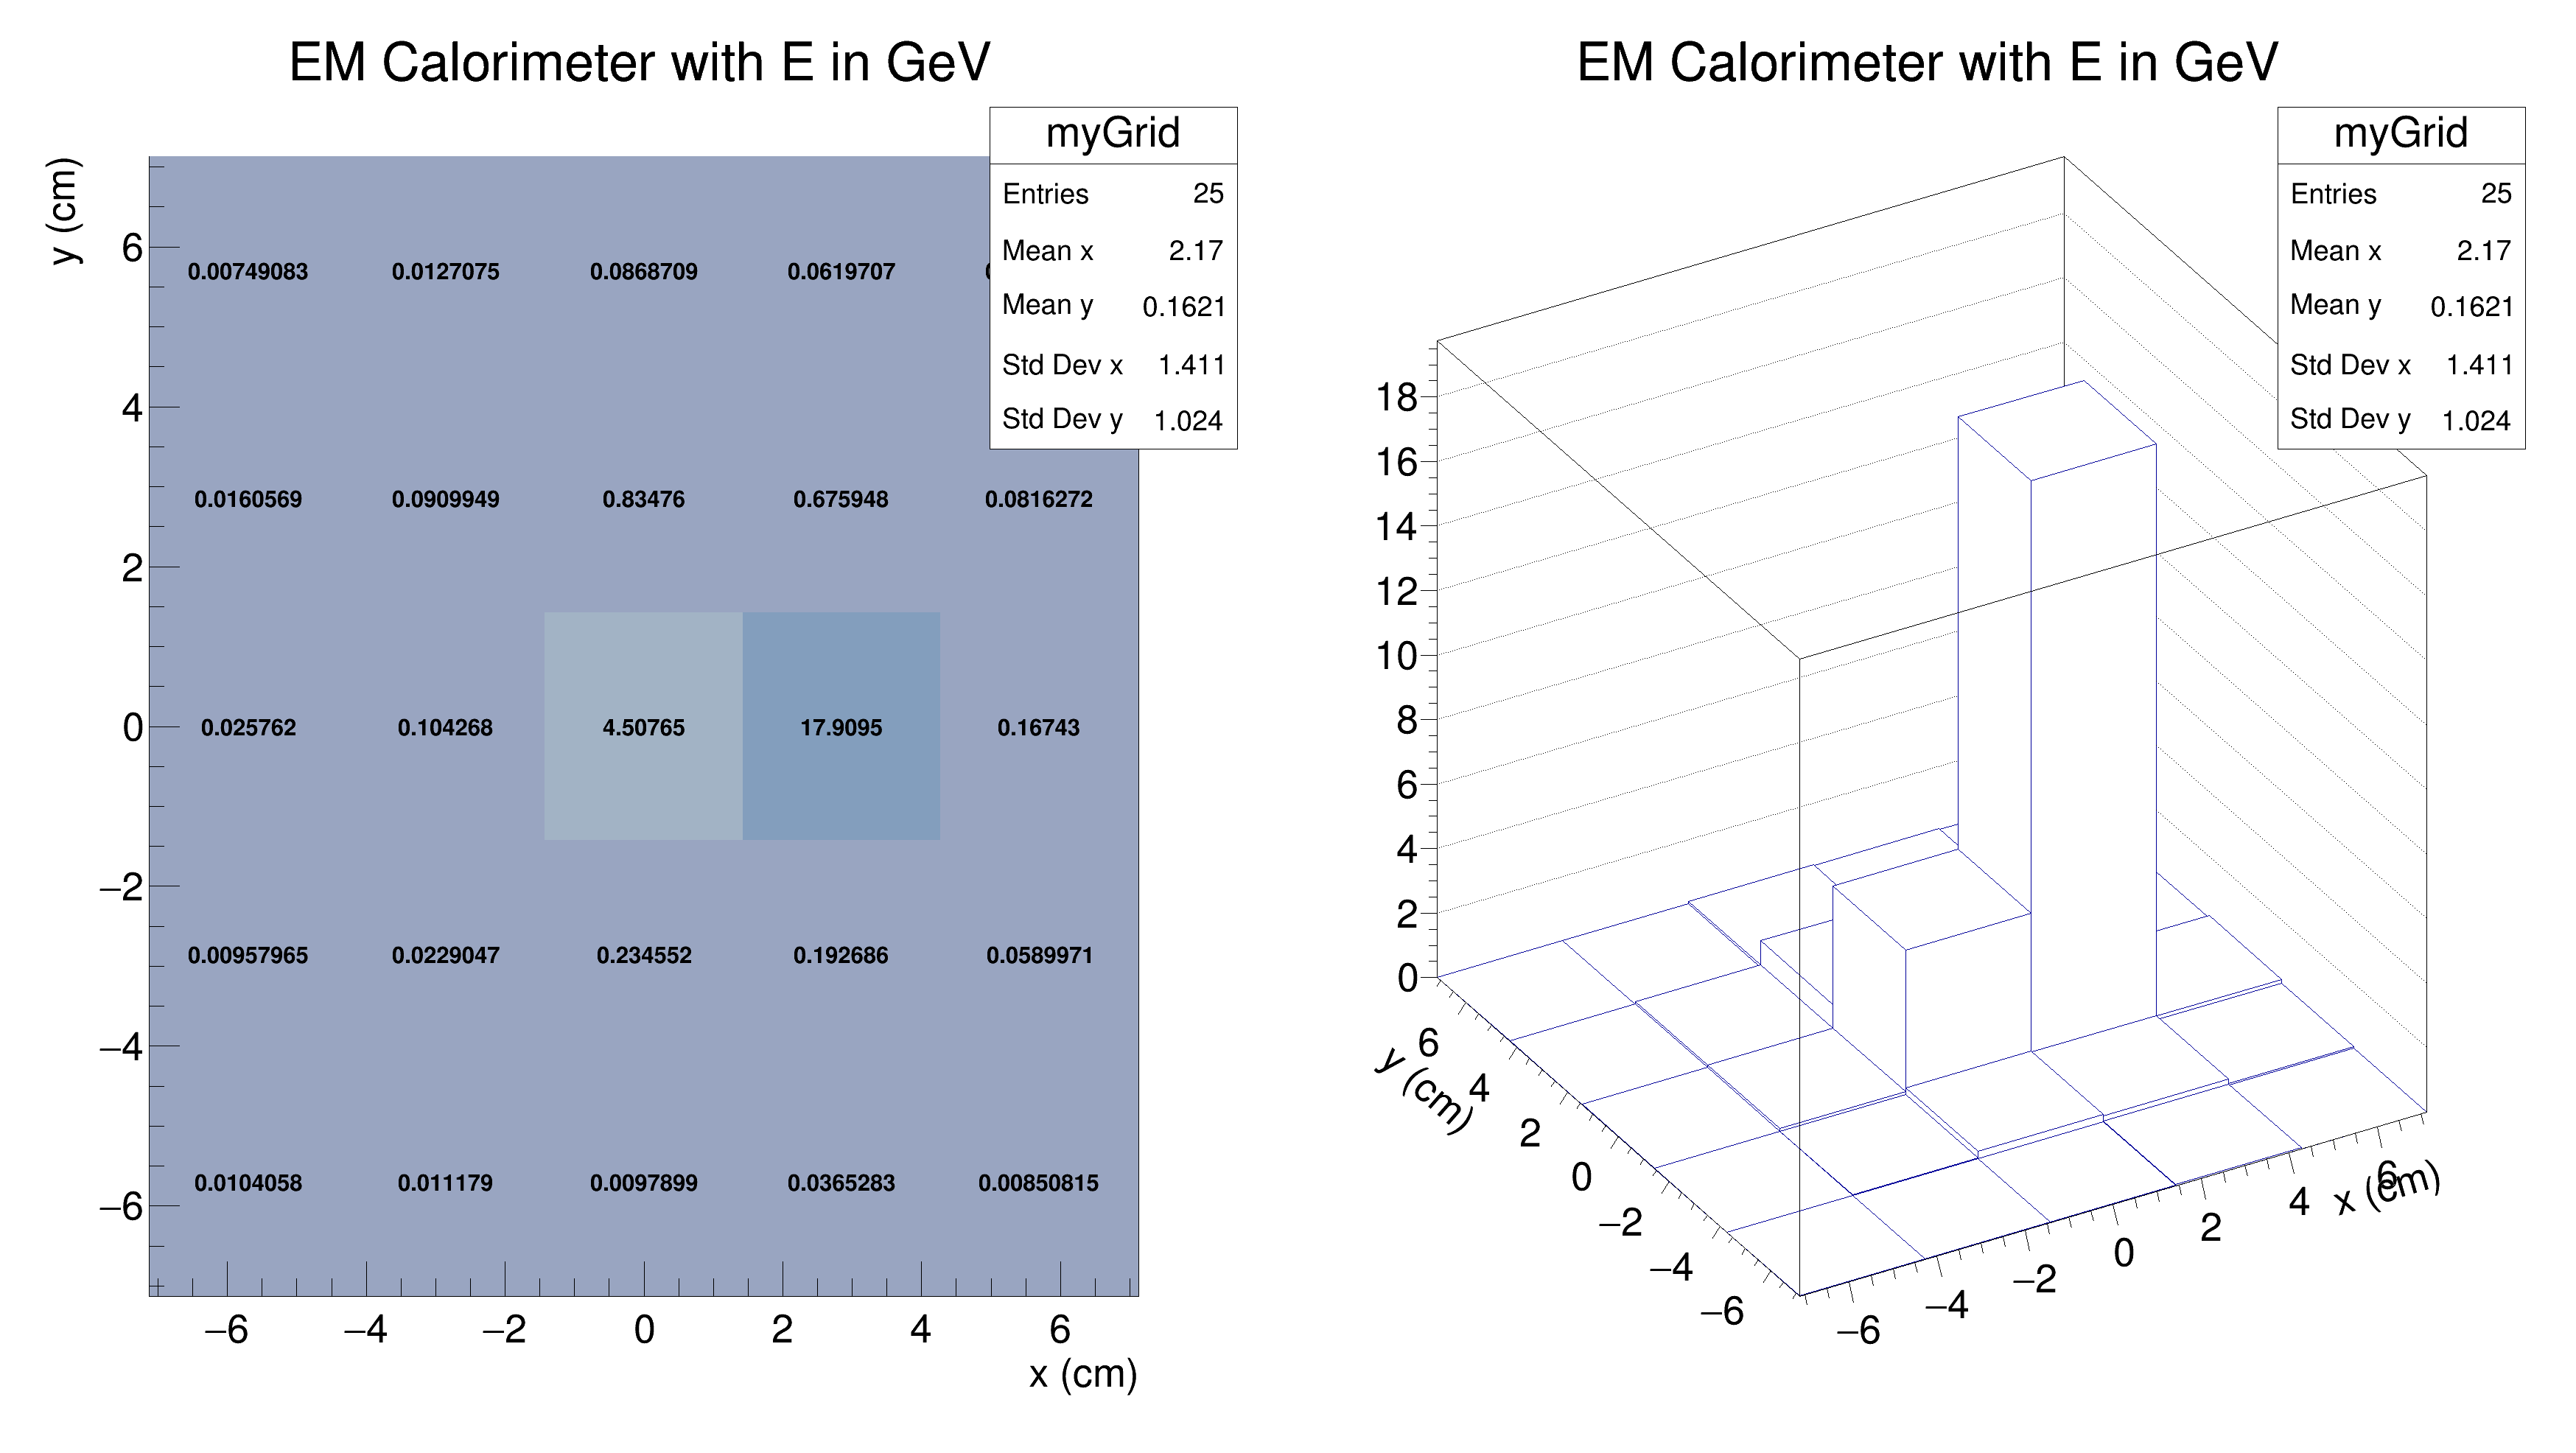 EM Calorimeter with E in GeV
myGrid
Entries 25
Mean x 2.17
Mean y 0.1621
Std Dev x 1.411
Std Dev y 1.024
y (cm)
6
4
2
0
−2
−4
−6
0.00749083 0.0127075 0.0868709 0.0619707
0.0160569 0.0909949 0.83476 0.675948 0.0816272
0.025762 0.104268 4.50765 17.9095 0.16743
0.00957965 0.0229047 0.234552 0.192686 0.0589971
0.0104058 0.011179 0.0097899 0.0365283 0.00850815
−6 −4 −2 0 2 4 6
x (cm)
EM Calorimeter with E in GeV
myGrid
Entries 25
Mean x 2.17
Mean y 0.1621
Std Dev x 1.411
Std Dev y 1.024
18
16
14
12
10
8
6
4
2
0
y (cm)
6
4
2
0
−2
−4
−6
−6 −4 −2 0 2 4 6
x (cm)